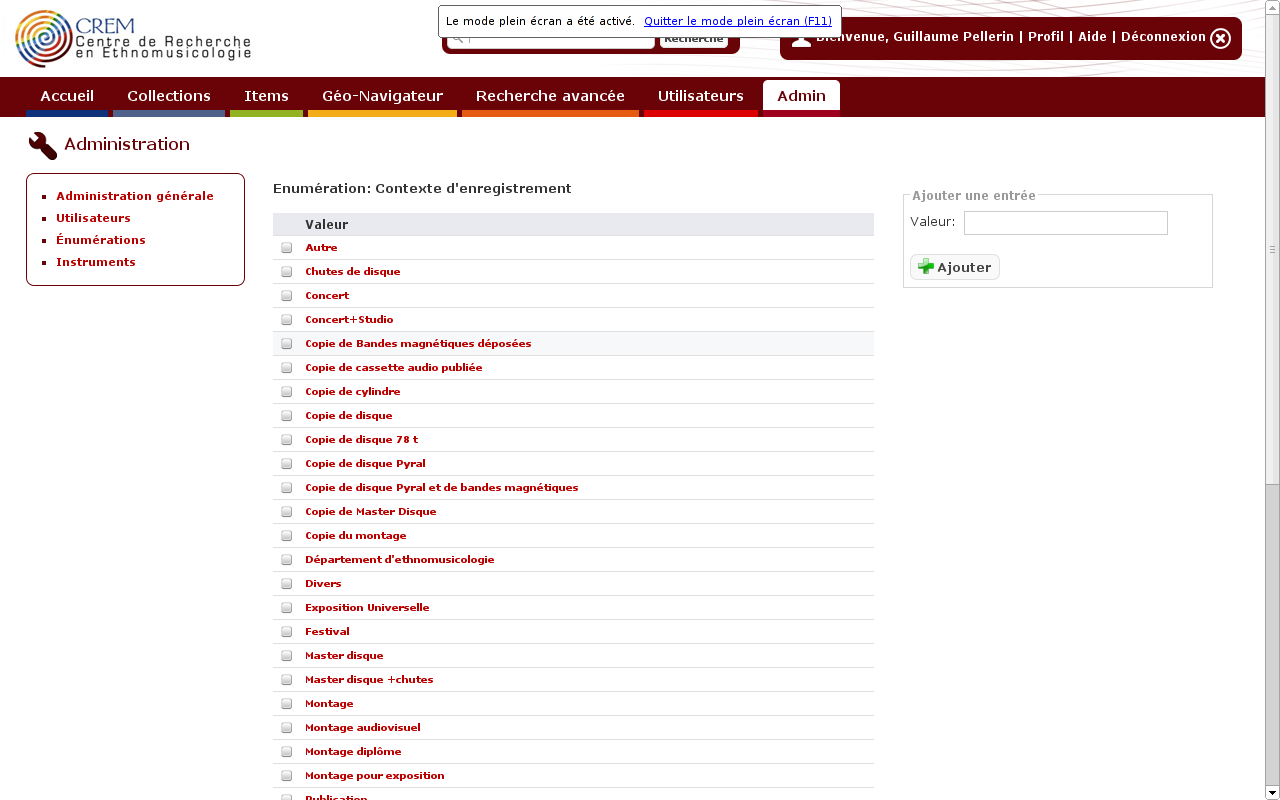 CREM
Centre de Recherche
en Ethnomusicologie
Le mode plein écran a été activé. Quitter le mode plein écran (F11)
Recherche
Bienvenue, Guillaume Pellerin | Profil | Aide | Déconnexion
Accueil Collections Items Géo-Navigateur Recherche avancée Utilisateurs Admin
Administration
Administration générale
Utilisateurs
Énumérations
Instruments
Enumération: Contexte d'enregistrement
Valeur
Autre
Chutes de disque
Concert
Concert+Studio
Copie de Bandes magnétiques déposées
Copie de cassette audio publiée
Copie de cylindre
Copie de disque
Copie de disque 78 t
Copie de disque Pyral
Copie de disque Pyral et de bandes magnétiques
Copie de Master Disque
Copie du montage
Département d'ethnomusicologie
Divers
Exposition Universelle
Festival
Master disque
Master disque +chutes
Montage
Montage audiovisuel
Montage diplôme
Montage pour exposition
Publication
Ajouter une entrée
Valeur:
Ajouter